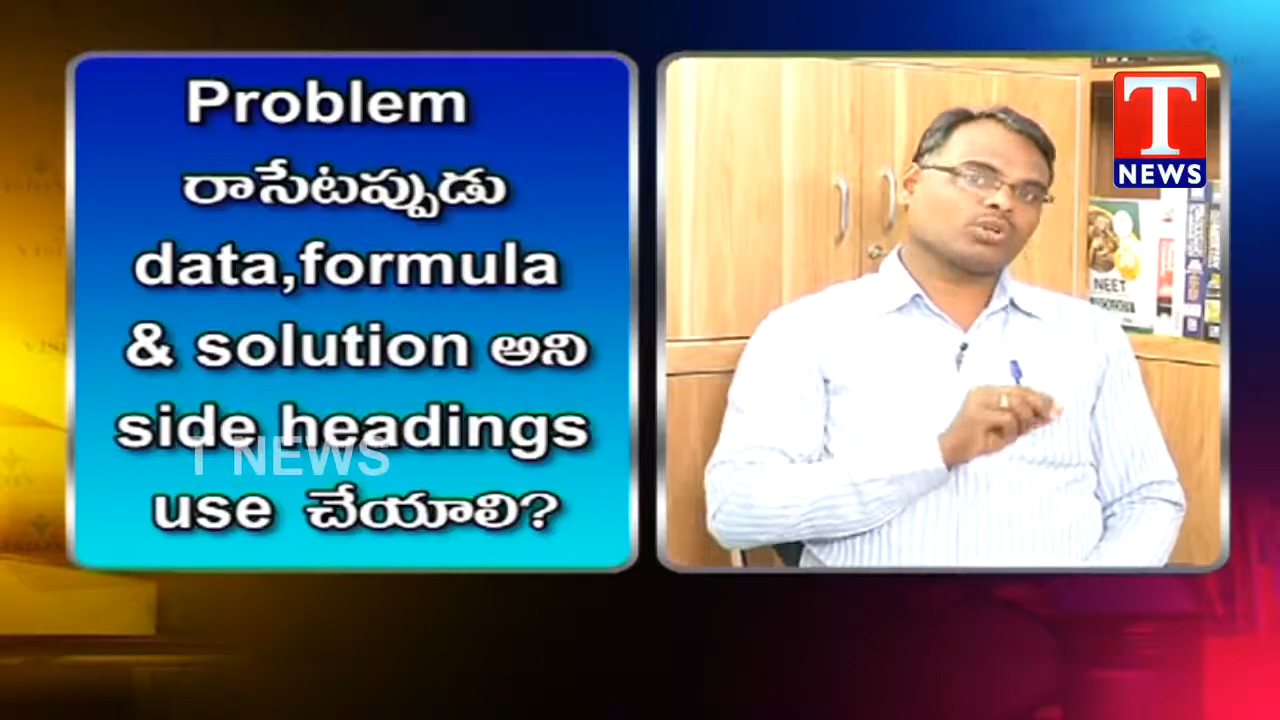 Problem
రాసేటప్పుడు
data,formula
& solution అని
side headings
use చేయాలి?
T NEWS
T
NEWS
NEET